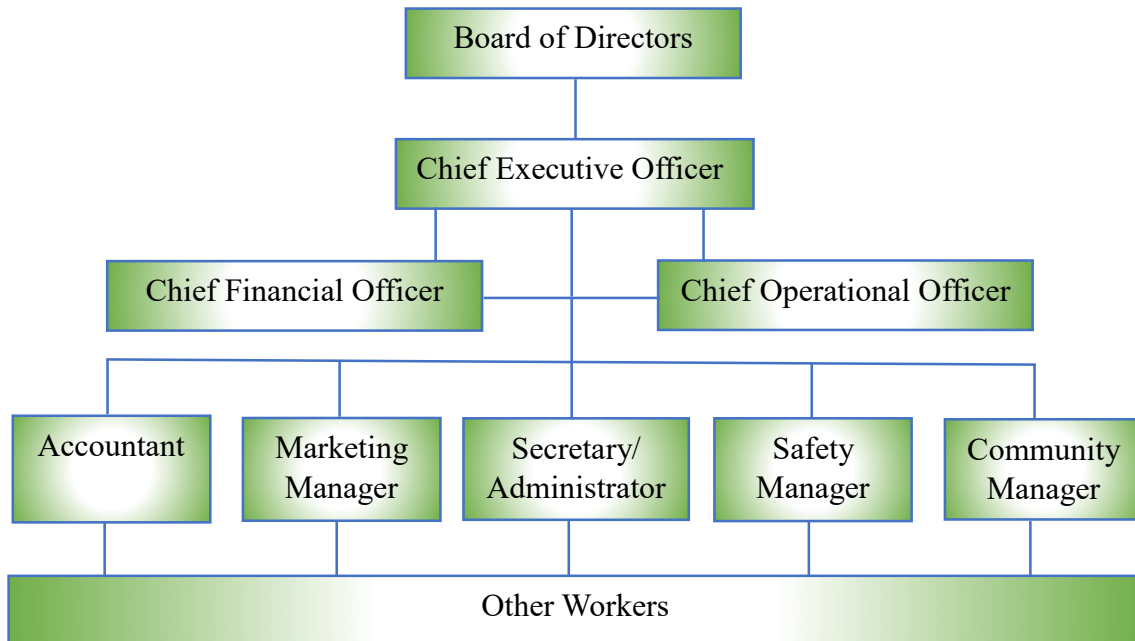 Board of Directors
Chief Executive Officer
Chief Financial Officer
Chief Operational Officer
Accountant
Marketing
Manager
Secretary/
Administrator
Safety
Manager
Community
Manager
Other Workers